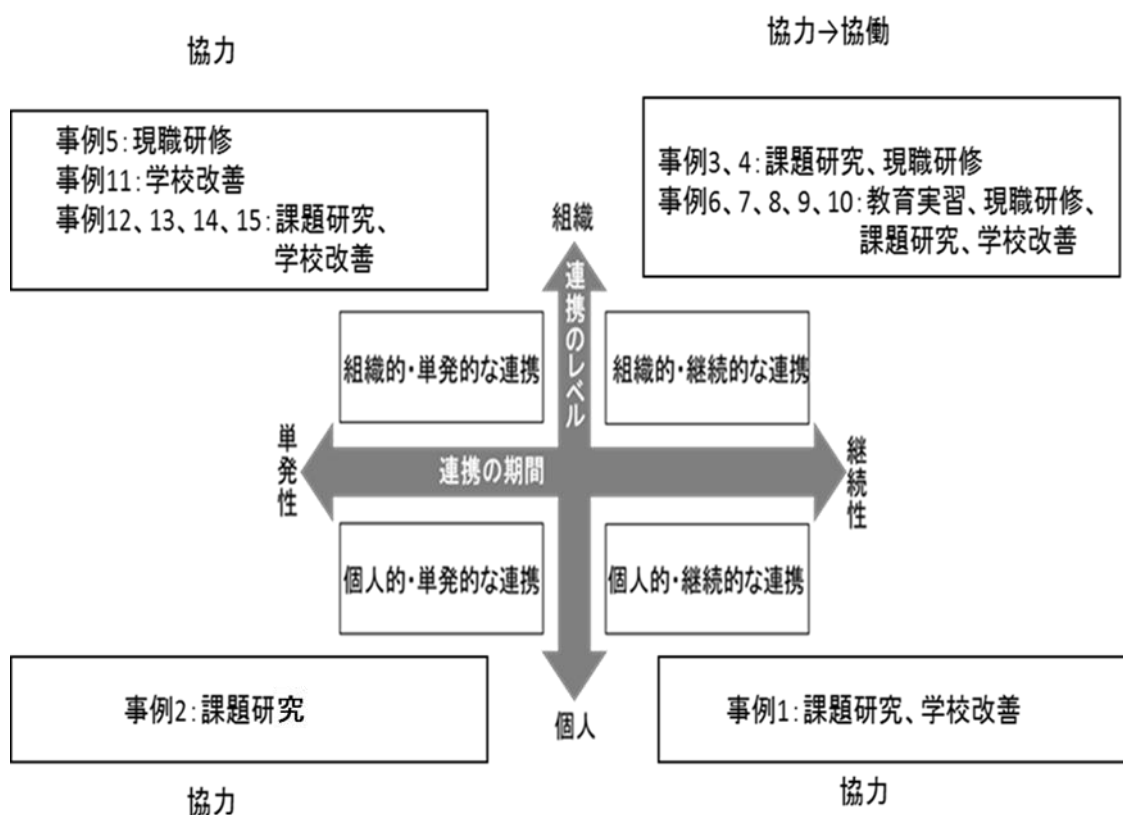 協力
協力→協働
事例5:現職研修
事例11:学校改善
事例12、13、14、15:課題研究、
学校改善
事例3、4:課題研究、現職研修
事例6、7、8、9、10:教育実習、現職研修、
課題研究、学校改善
組織
連携のレベル
組織的・単発的な連携
組織的・継続的な連携
単発性
連携の期間
継続性
個人的・単発的な連携
個人的・継続的な連携
事例2:課題研究
個人
事例1:課題研究、学校改善
協力
協力